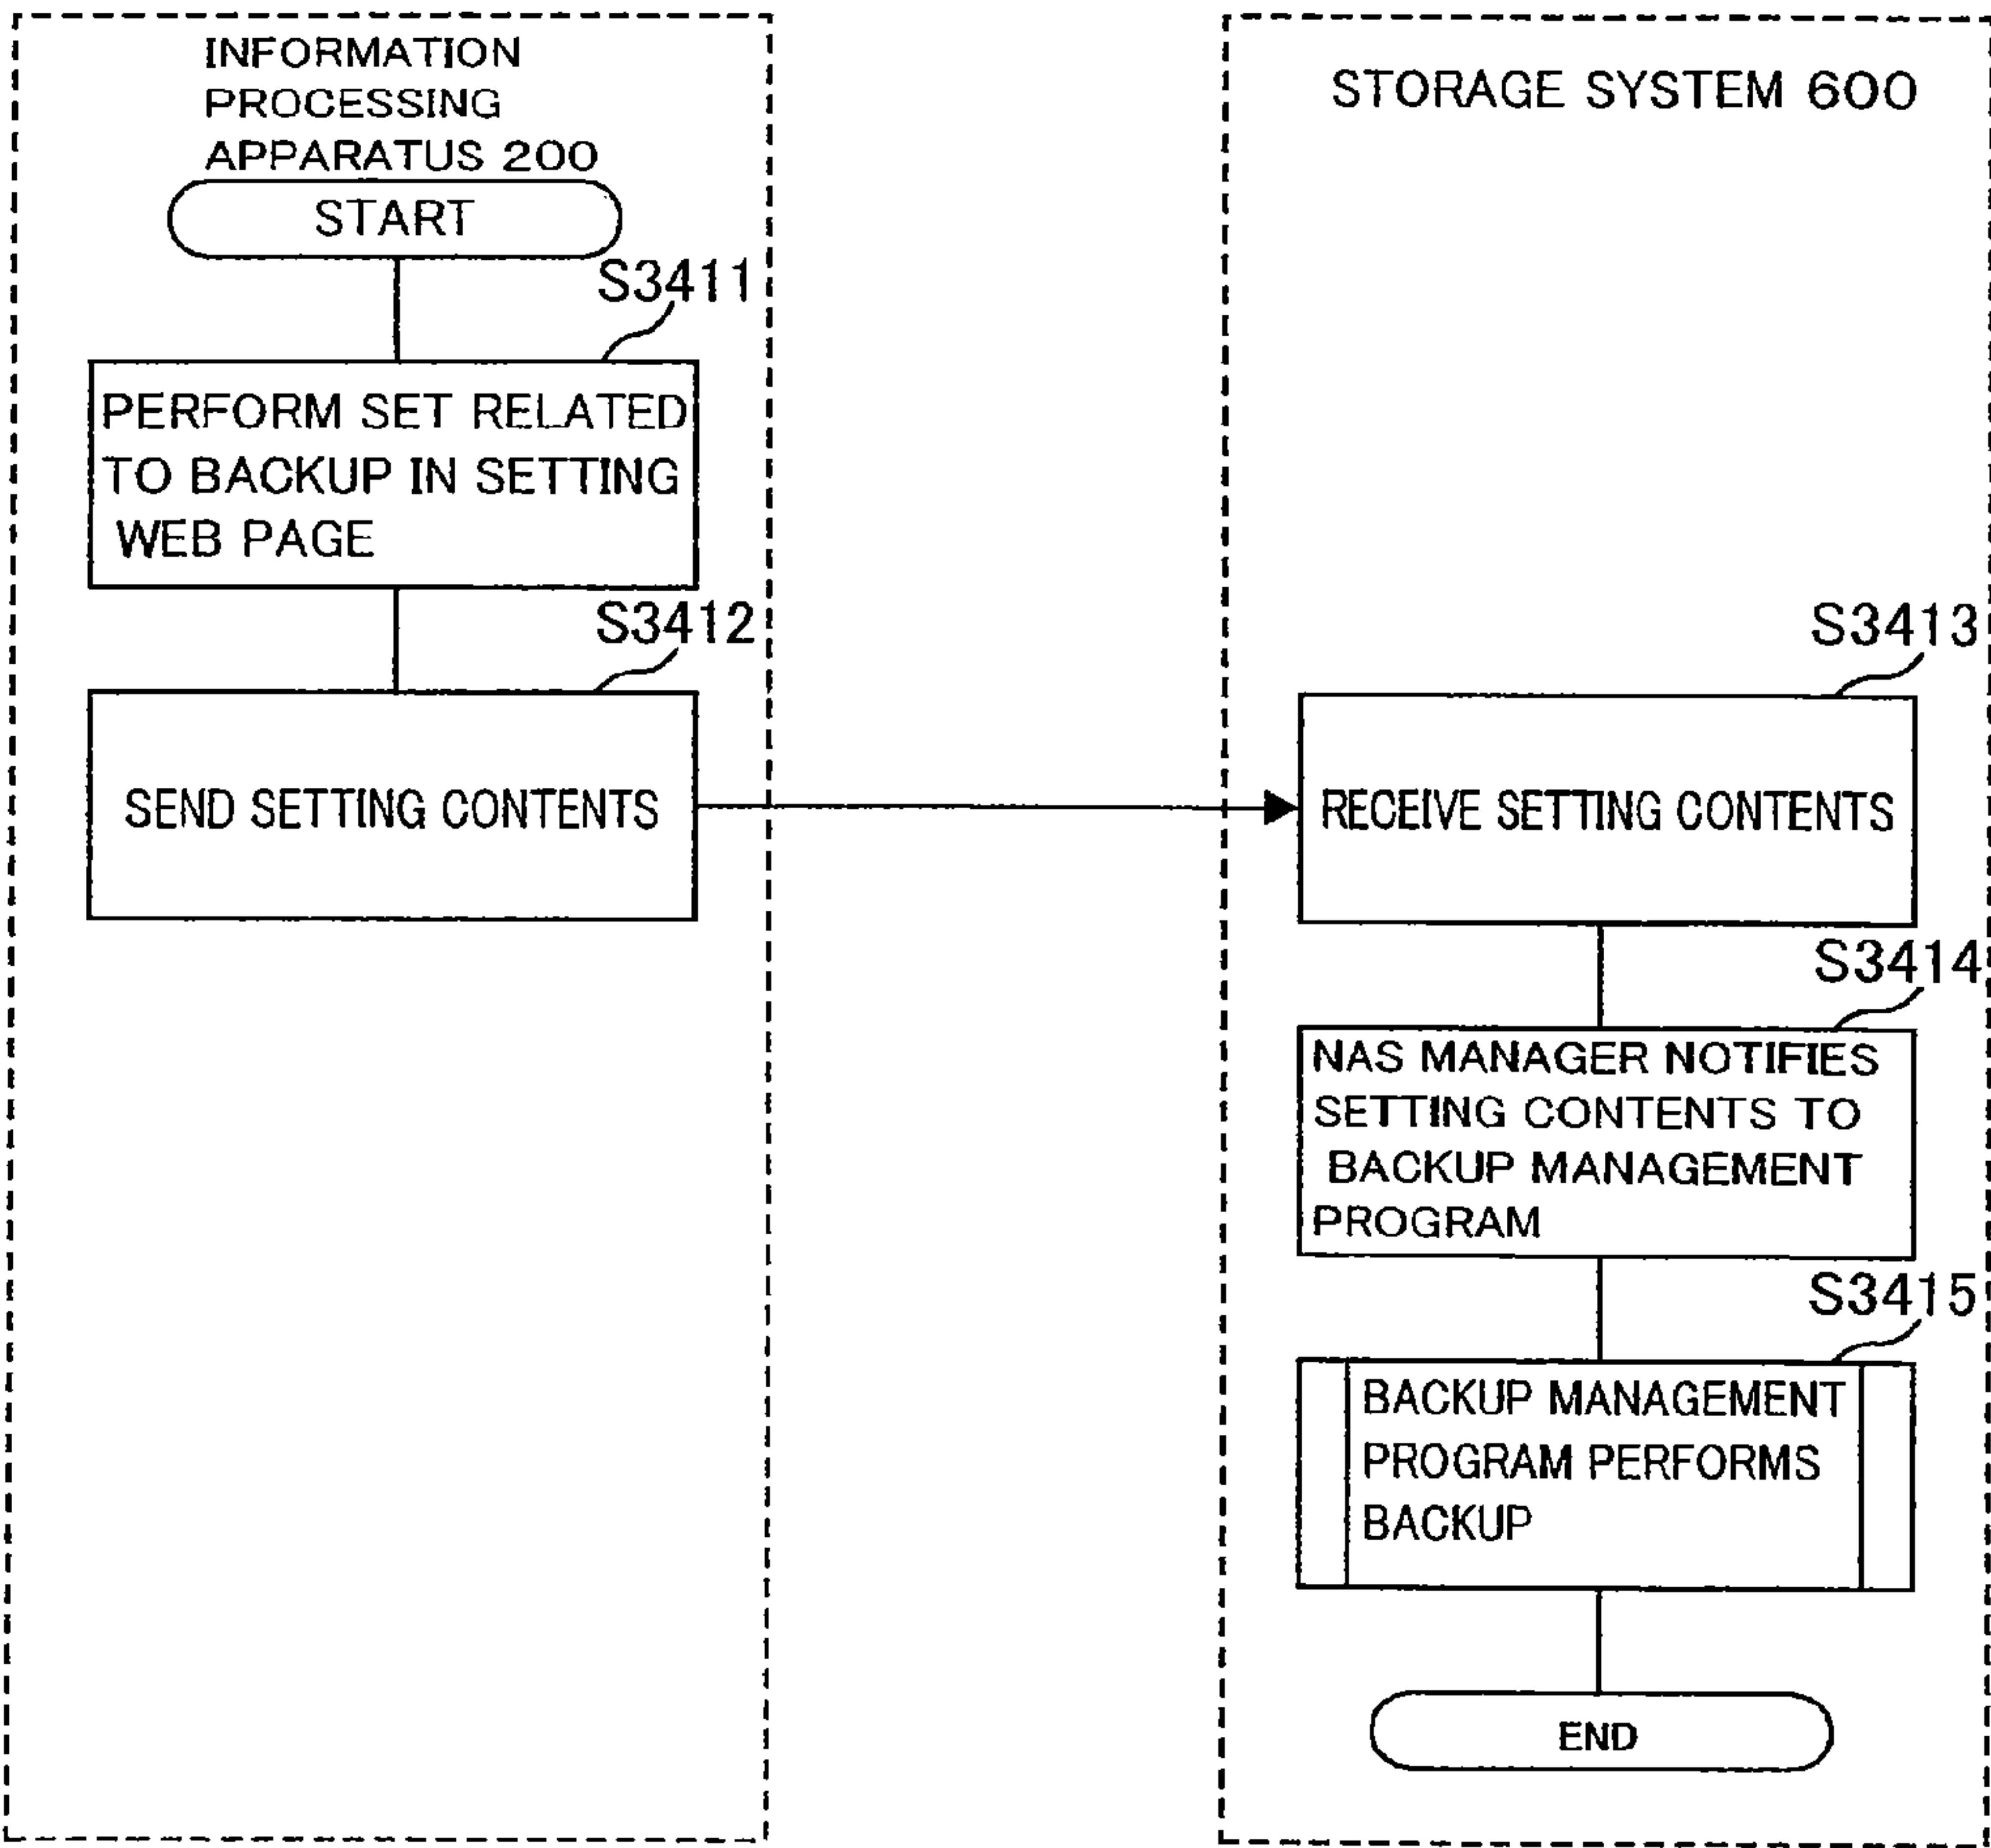 INFORMATION
PROCESSING
APPARATUS 200
START
S3411
PERFORM SET RELATED
TO BACKUP IN SETTING
WEB PAGE
S3412
SEND SETTING CONTENTS
STORAGE SYSTEM 600
S3413
RECEIVE SETTING CONTENTS
S3414
NAS MANAGER NOTIFIES
SETTING CONTENTS TO
BACKUP MANAGEMENT
PROGRAM
S3415
BACKUP MANAGEMENT
PROGRAM PERFORMS
BACKUP
END